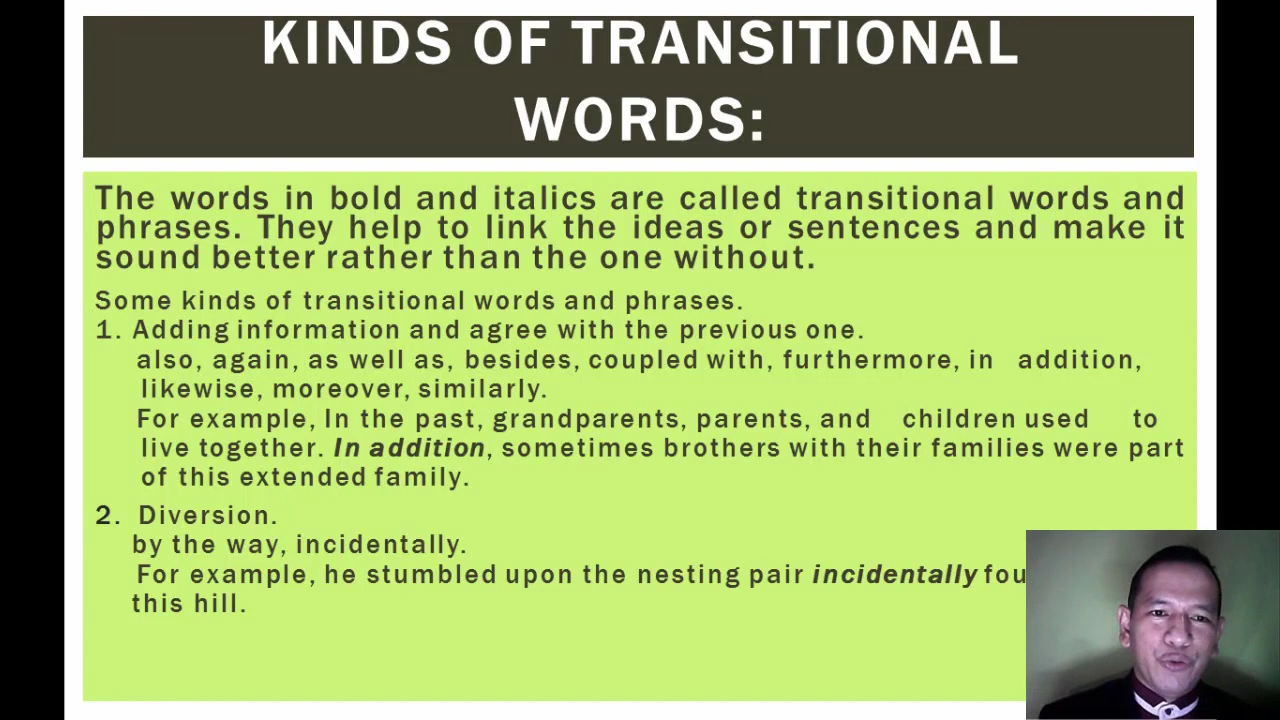 KINDS OF TRANSITIONAL
WORDS:
The words in bold and italics are called transitional words and
phrases. They help to link the ideas or sentences and make it
sound better rather than the one without.
Some kinds of transitional words and phrases.
1. Adding information and agree with the previous one.
also, again, as well as, besides, coupled with, furthermore, in addition,
likewise, moreover, similarly.
For example, In the past, grandparents, parents, and children used to
live together. In addition, sometimes brothers with their families were part
of this extended family.
2. Diversion.
by the way, incidentally.
For example, he stumbled upon the nesting pair incidentally
this hill.